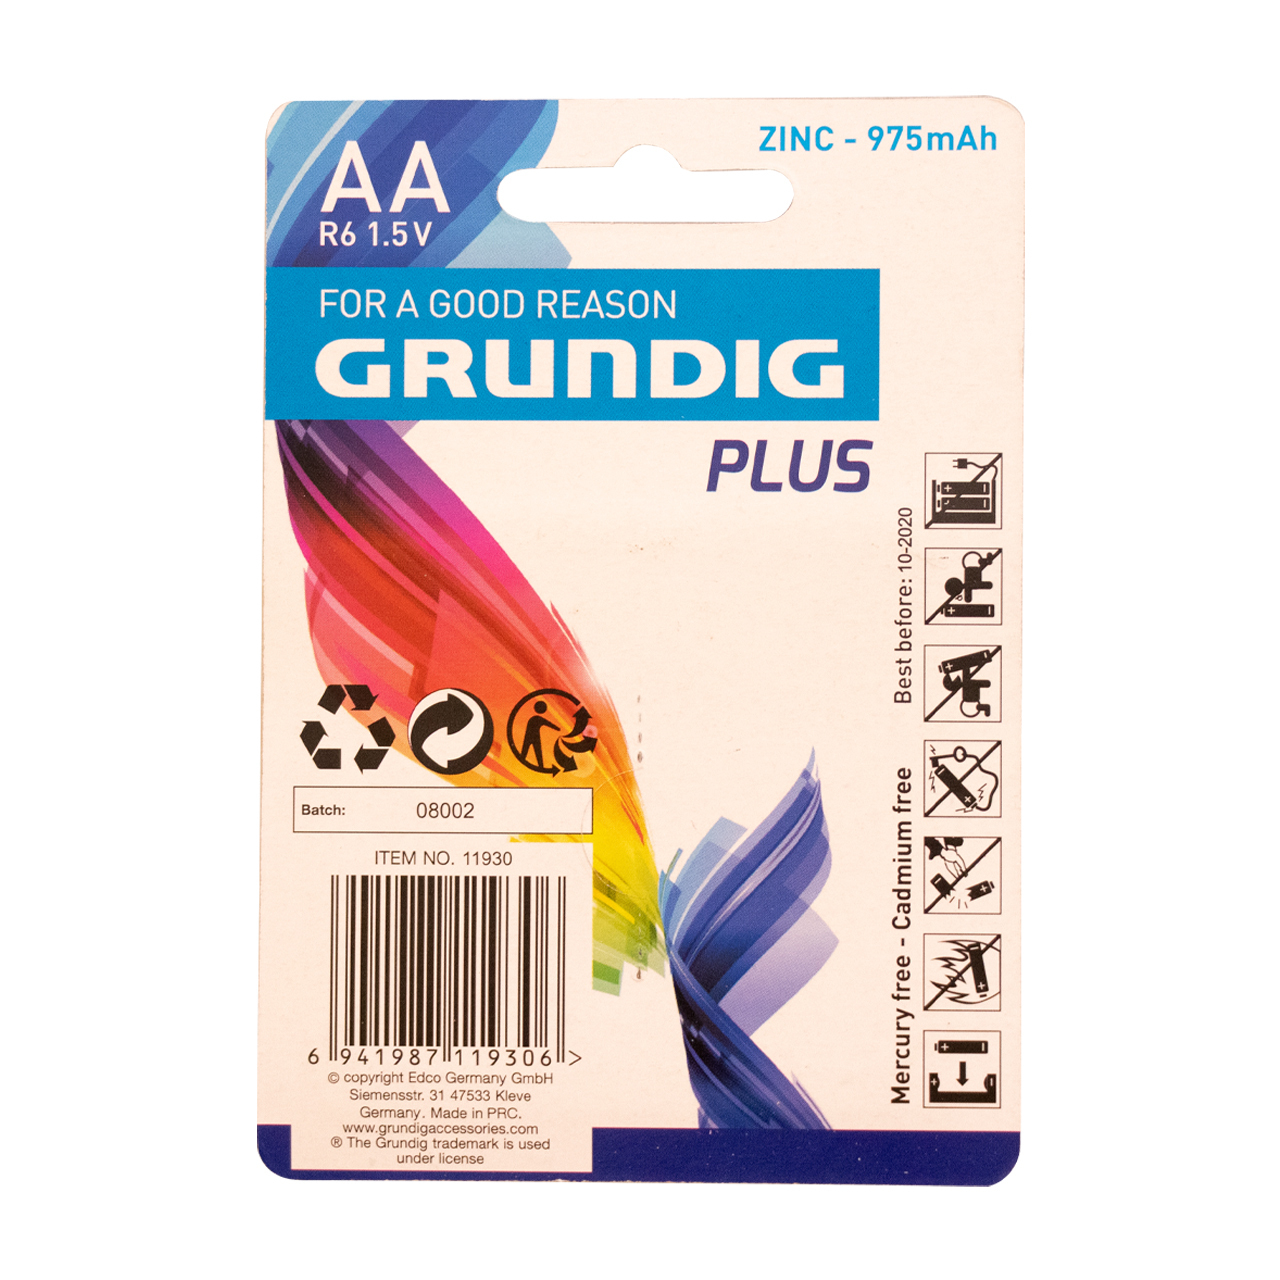 AA
R6 1.5V
ZINC - 975mAh
FOR A GOOD REASON
GRUNDIG
PLUS
Best before: 10-2020
Mercury free - Cadmium free
Batch: 08002
ITEM NO. 11930
6 941987 119306 >
© copyright Edco Germany GmbH
Siemensstr. 31 47533 Kleve
Germany. Made in PRC.
www.grundigaccessories.com
® The Grundig trademark is used
under license